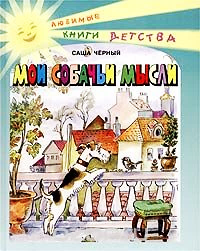 ЛЮБИМЫЕ
КНИГИ ДЕТСТВА
САША ЧЁРНЫЙ
МОИ СОБАЧЬИ МЫСЛИ